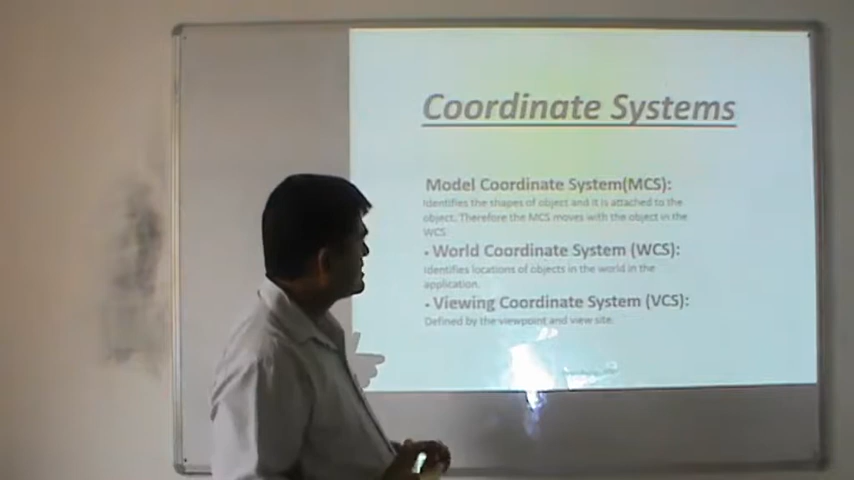 Coordinate Systems
Model Coordinate System(MCS):
Identifies the shapes of object and it is attached to the
object. Therefore the MCS moves with the object in the
WCS
• World Coordinate System (WCS):
Identifies locations of objects in the world in the
application.
• Viewing Coordinate System (VCS):
Defined by the viewpoint and view site.